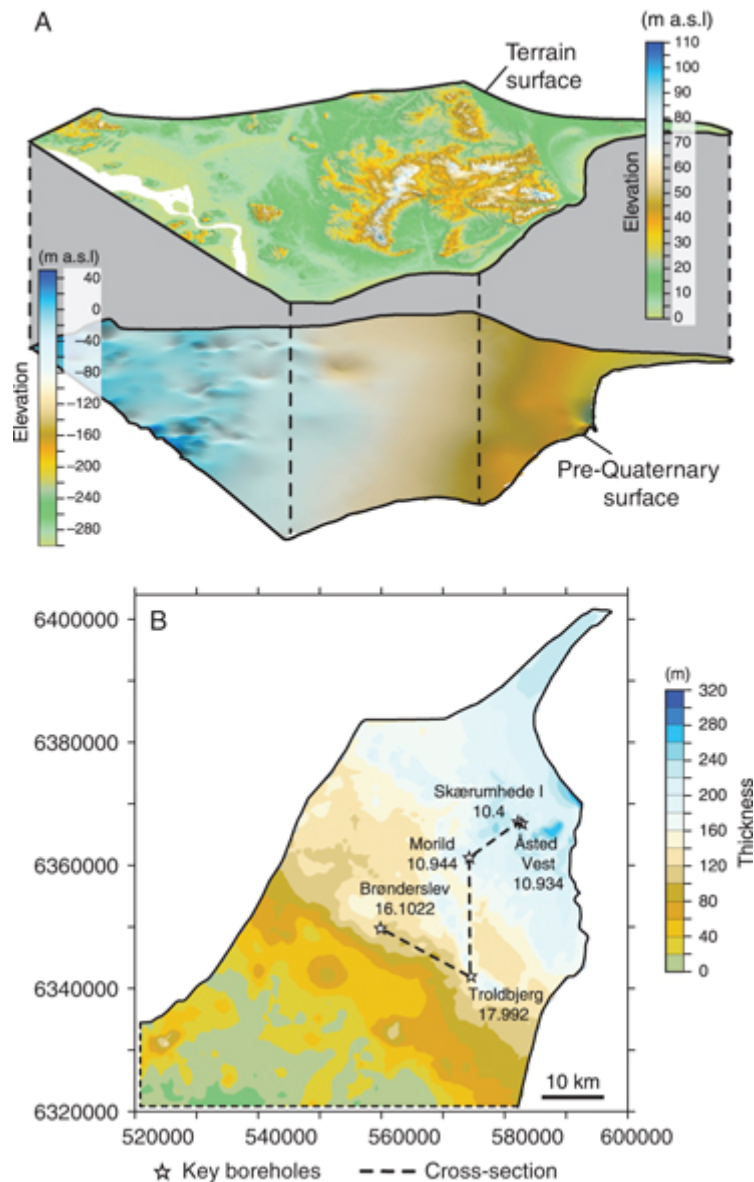 A
(m a.s.l)
110
100
90
80
70
60
50
40
30
20
10
0
Elevation
Terrain
surface
(m a.s.l)
40
0
−40
−80
−120
−160
−200
−240
−280
Elevation
Pre-Quaternary
surface
B
6400000
6380000
6360000
6340000
6320000
520000 540000 560000 580000 600000
Skærumhede I
10.4
Morild
10.944
Åsted
Vest
10.934
Brønderslev
16.1022
Troldbjerg
17.992
10 km
(m)
320
280
240
200
160
120
80
40
0
Thickness
Key boreholes Cross-section